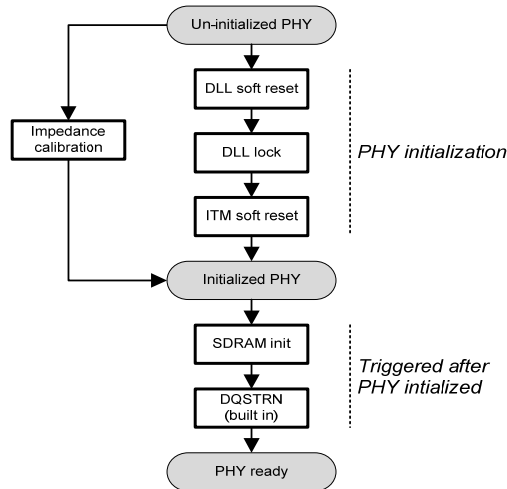 Un-initialized PHY
DLL soft reset
Impedance
calibration
DLL lock
PHY initialization
ITM soft reset
Initialized PHY
SDRAM init
Triggered after
PHY intialized
DQSTRN
(built in)
PHY ready